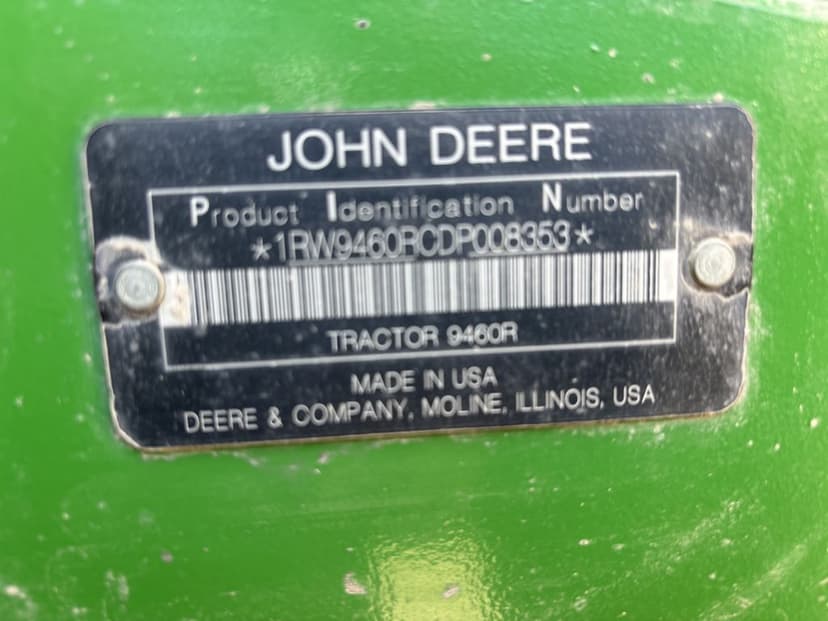 JOHN DEERE
Product Identification Number
*1RW9460RCDP008353*
TRACTOR 9460R
MADE IN USA
DEERE & COMPANY, MOLINE, ILLINOIS, USA